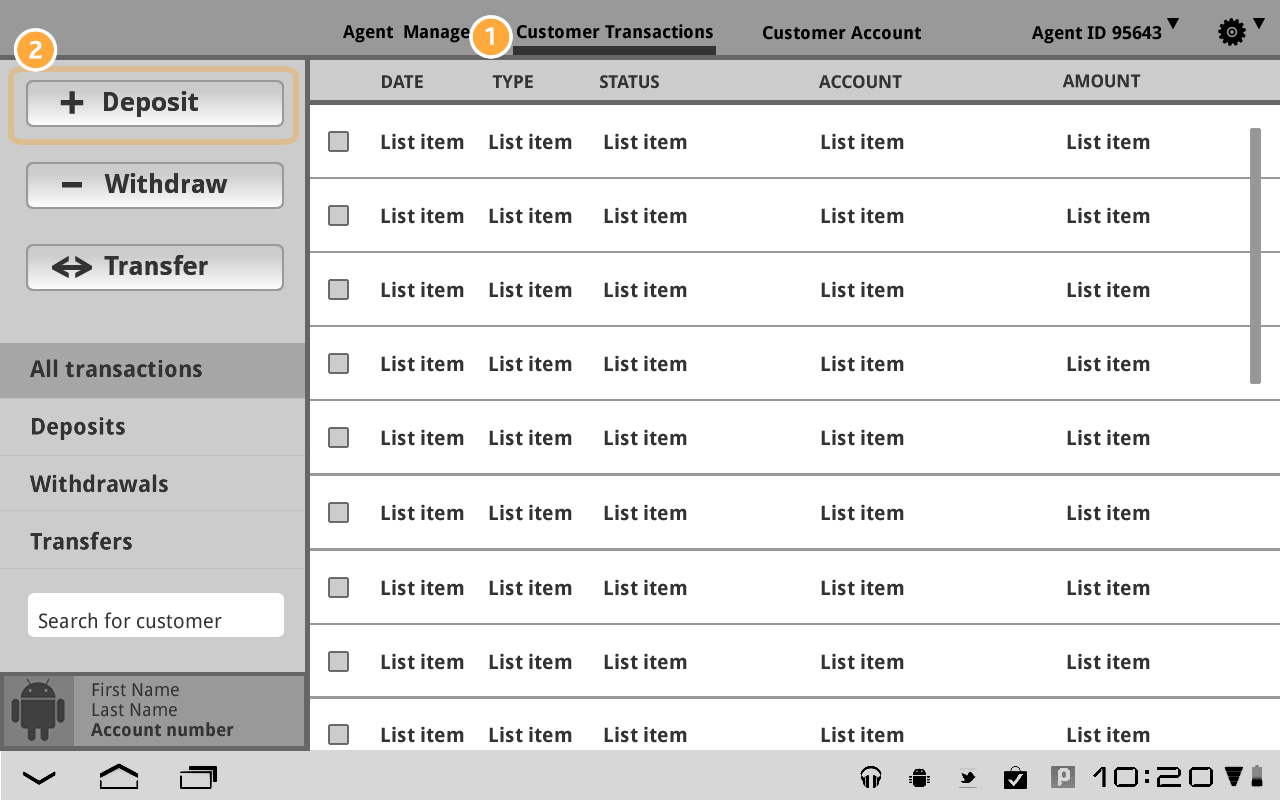 Agent Manage 1 Customer Transactions Customer Account Agent ID 95643
2
+ Deposit
− Withdraw
<-> Transfer
All transactions
Deposits
Withdrawals
Transfers
Search for customer
First Name
Last Name
Account number
DATE TYPE STATUS ACCOUNT AMOUNT
List item List item List item List item List item
List item List item List item List item List item
List item List item List item List item List item
List item List item List item List item List item
List item List item List item List item List item
List item List item List item List item List item
List item List item List item List item List item
List item List item List item List item List item
List item List item List item List item List item
p 10:20